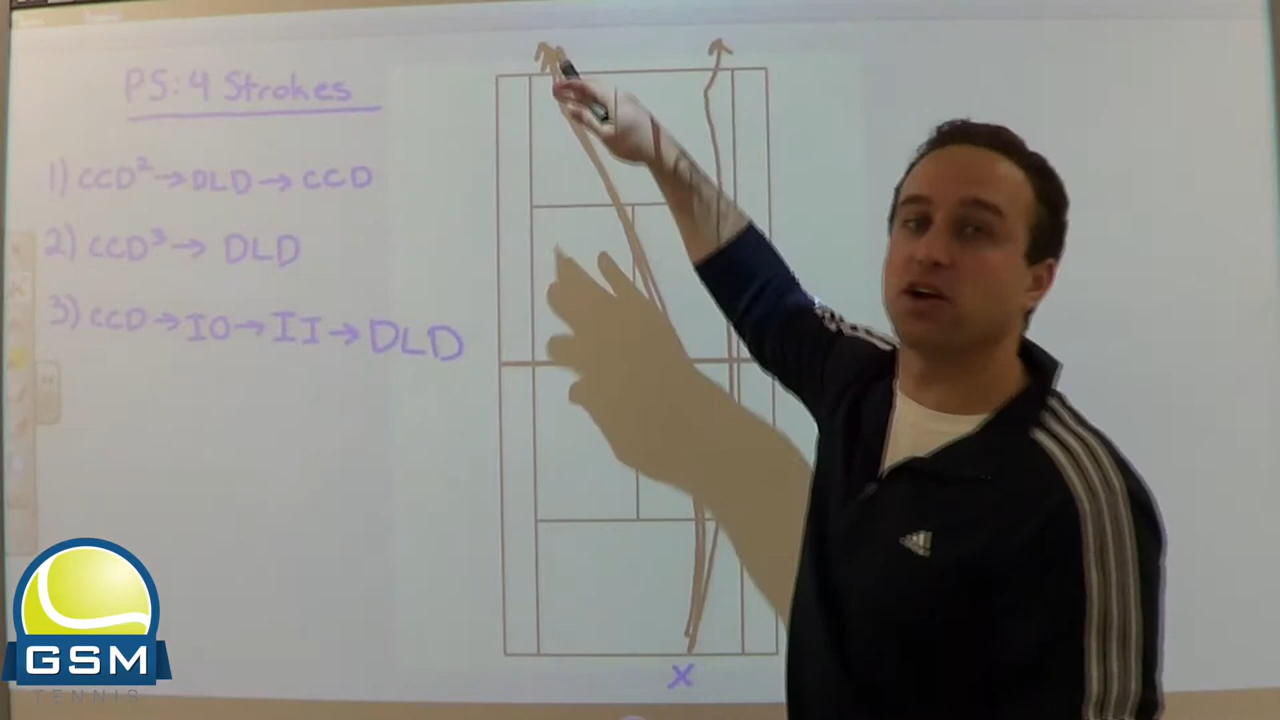 PS: 4 Strokes
1) CCD² → DLD → CCD
2) CCD³ → DLD
3) CCD → IO → II → DLD
X
GSM
TENNIS